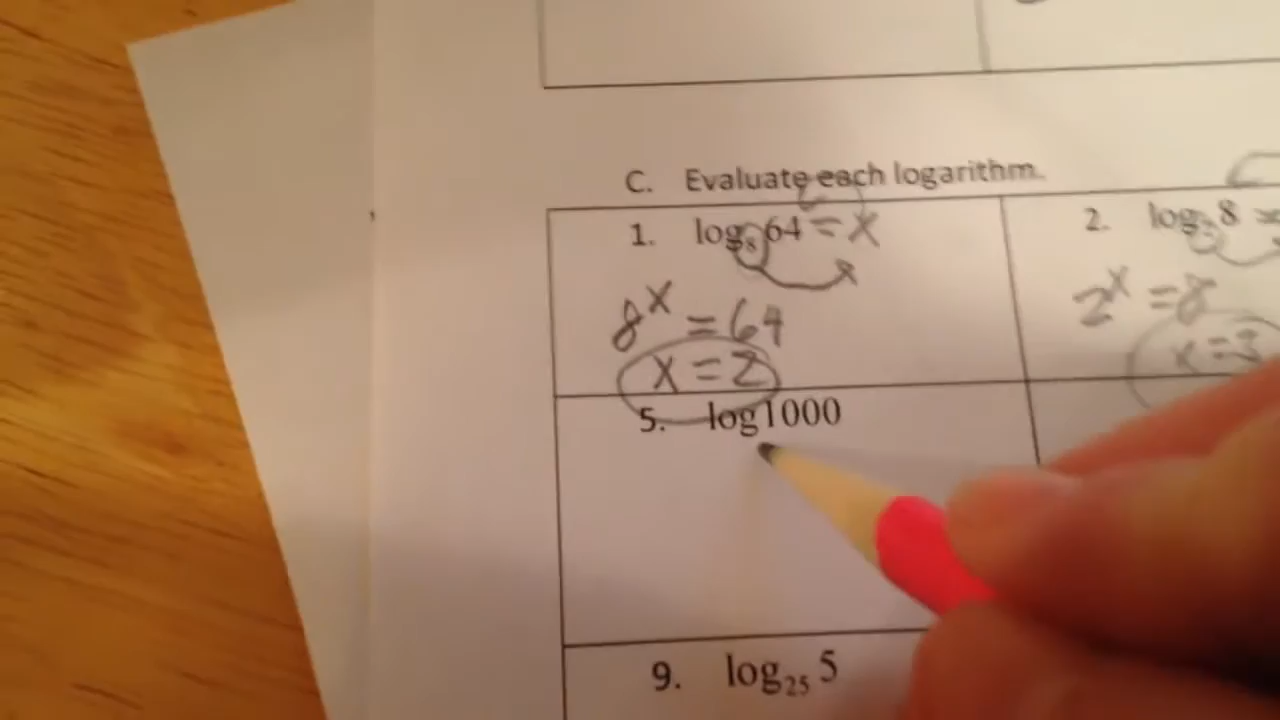 C. Evaluate each logarithm.
1. log₈ 64 = x
8ˣ = 64
x = 2
2. log₂ 8 =
2ˣ = 8
x = 3
5. log1000
9. log₂₅ 5